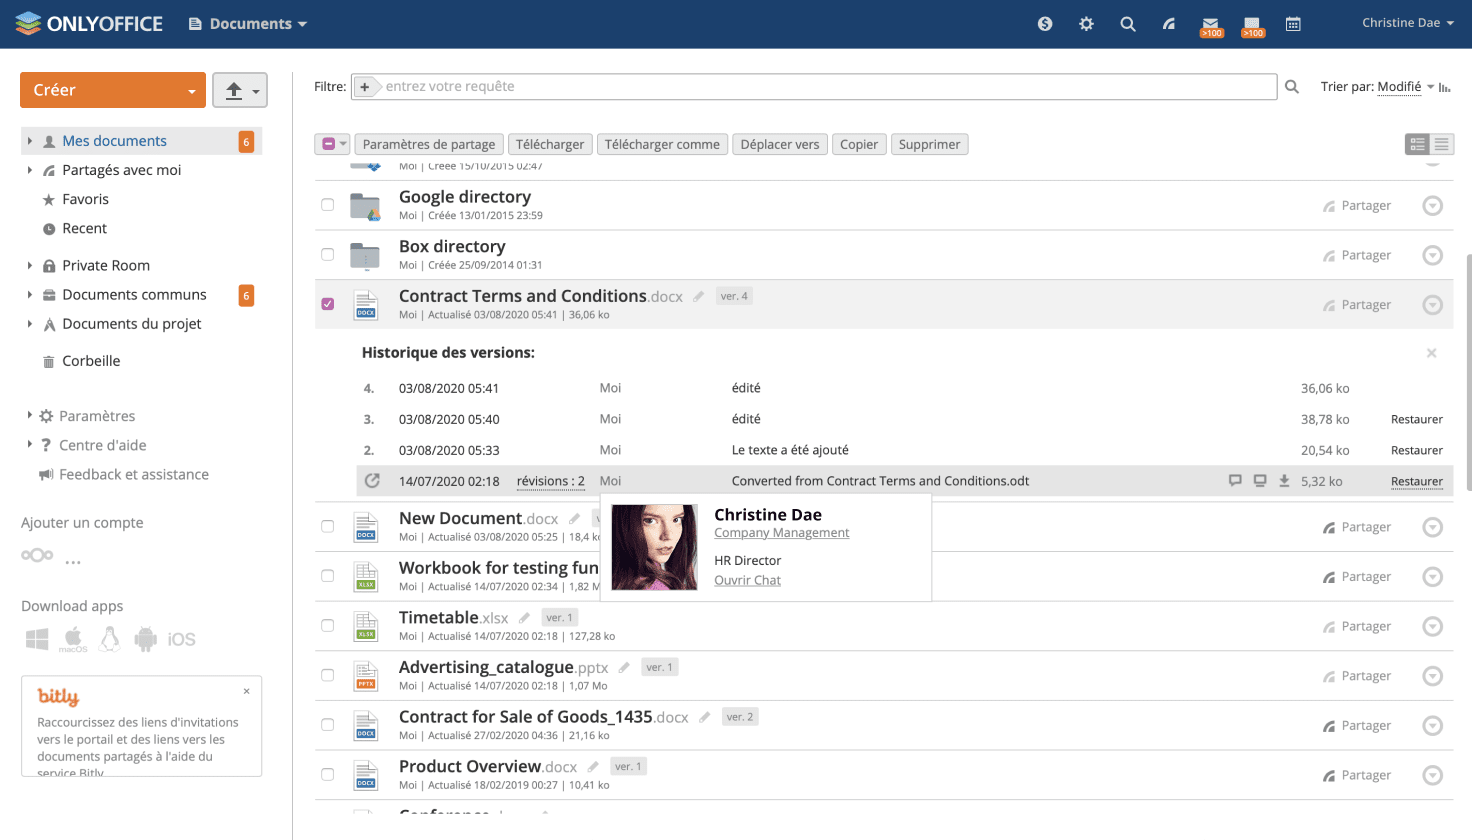 ONLYOFFICE
Documents
>100
>100
Christine Dae
Créer
Mes documents
6
Partagés avec moi
Favoris
Recent
Private Room
Documents communs
6
Documents du projet
Corbeille
Paramètres
Centre d'aide
Feedback et assistance
Ajouter un compte
...
Download apps
macOS
iOS
bitly
×
Raccourcissez des liens d'invitations
vers le portail et des liens vers les
documents partagés à l'aide du
service Bitly
Filtre:
+
entrez votre requête
Trier par: Modifié
Paramètres de partage
Télécharger
Télécharger comme
Déplacer vers
Copier
Supprimer
Moi | Créée 15/10/2015 02:47
Google directory
Moi | Créée 13/01/2015 23:59
Partager
Box directory
Moi | Créée 25/09/2014 01:31
Partager
Contract Terms and Conditions.docx
ver. 4
DOCX
Moi | Actualisé 03/08/2020 05:41 | 36,06 ko
Partager
Historique des versions:
4. 03/08/2020 05:41 Moi édité 36,06 ko
3. 03/08/2020 05:40 Moi édité 38,78 ko Restaurer
2. 03/08/2020 05:33 Moi Le texte a été ajouté 20,54 ko Restaurer
14/07/2020 02:18 révisions : 2 Moi Converted from Contract Terms and Conditions.odt 5,32 ko Restaurer
Christine Dae
Company Management
HR Director
Ouvrir Chat
New Document.docx
DOCX
Moi | Actualisé 03/08/2020 05:25 | 18,4 k
Partager
Workbook for testing fun
XLSX
Moi | Actualisé 14/07/2020 02:34 | 1,82 M
Partager
Timetable.xlsx
ver. 1
XLSX
Moi | Actualisé 14/07/2020 02:18 | 127,28 ko
Partager
Advertising_catalogue.pptx
ver. 1
PPTX
Moi | Actualisé 14/07/2020 02:18 | 1,07 Mo
Partager
Contract for Sale of Goods_1435.docx
ver. 2
DOCX
Moi | Actualisé 27/02/2020 04:36 | 21,16 ko
Partager
Product Overview.docx
ver. 1
DOCX
Moi | Actualisé 18/02/2019 00:27 | 10,41 ko
Partager